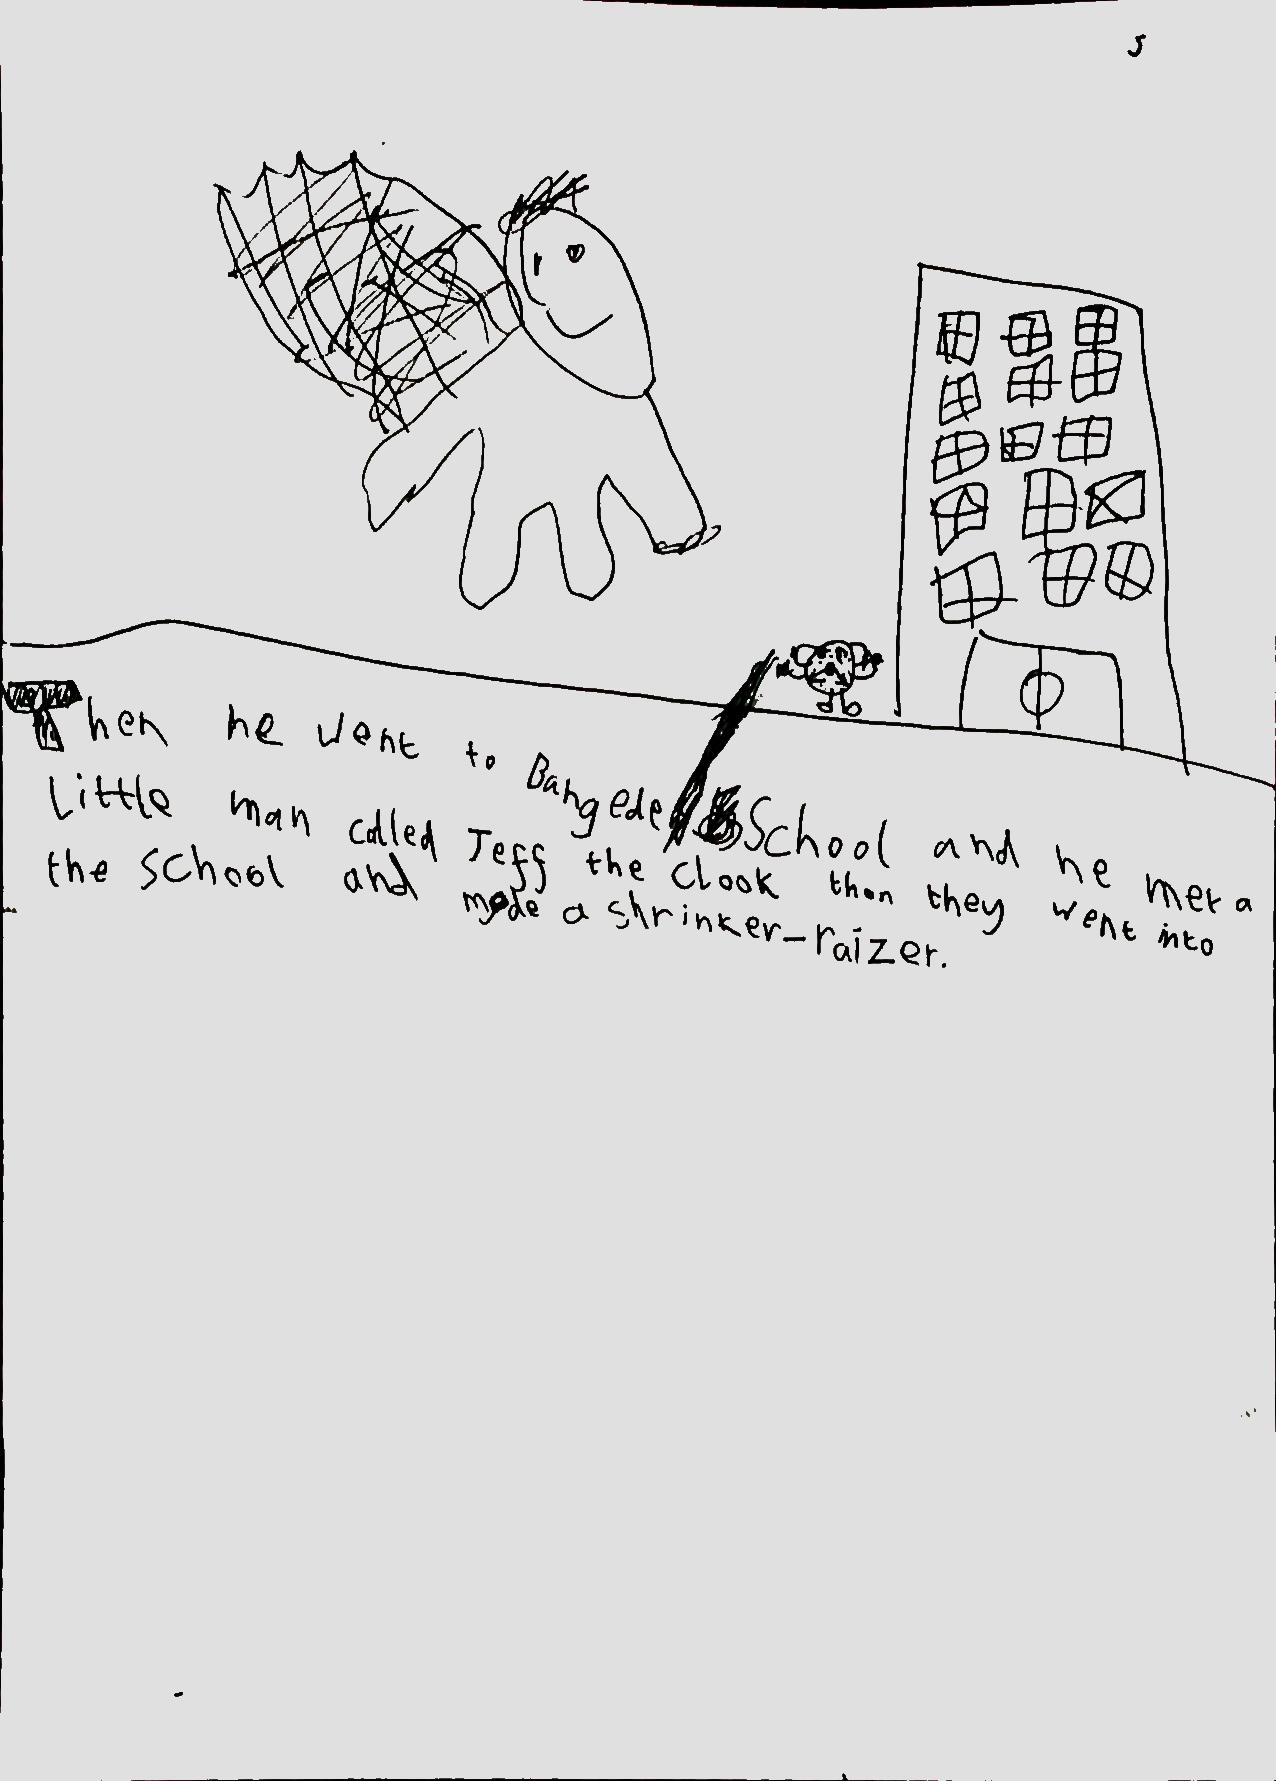 5
Then he went to Bangede School and he met a
Little man called Jeff the Clook then they went into
the School and made a shrinker-raizer.